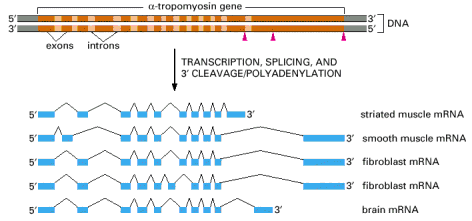 α-tropomyosin gene
5′ 3′
3′ 5′
DNA
exons introns
TRANSCRIPTION, SPLICING, AND
3′ CLEAVAGE/POLYADENYLATION
5′ 3′ striated muscle mRNA
5′ 3′ smooth muscle mRNA
5′ 3′ fibroblast mRNA
5′ 3′ fibroblast mRNA
5′ 3′ brain mRNA